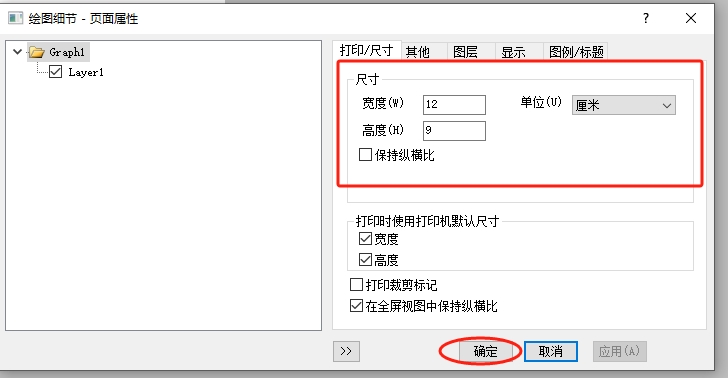 绘图细节 - 页面属性
? ×
Graph1
Layer1
打印/尺寸 其他 图层 显示 图例/标题
尺寸
宽度(W) 12 单位(U) 厘米
高度(H) 9
保持纵横比
打印时使用打印机默认尺寸
宽度
高度
打印裁剪标记
在全屏视图中保持纵横比
>> 确定 取消 应用(A)